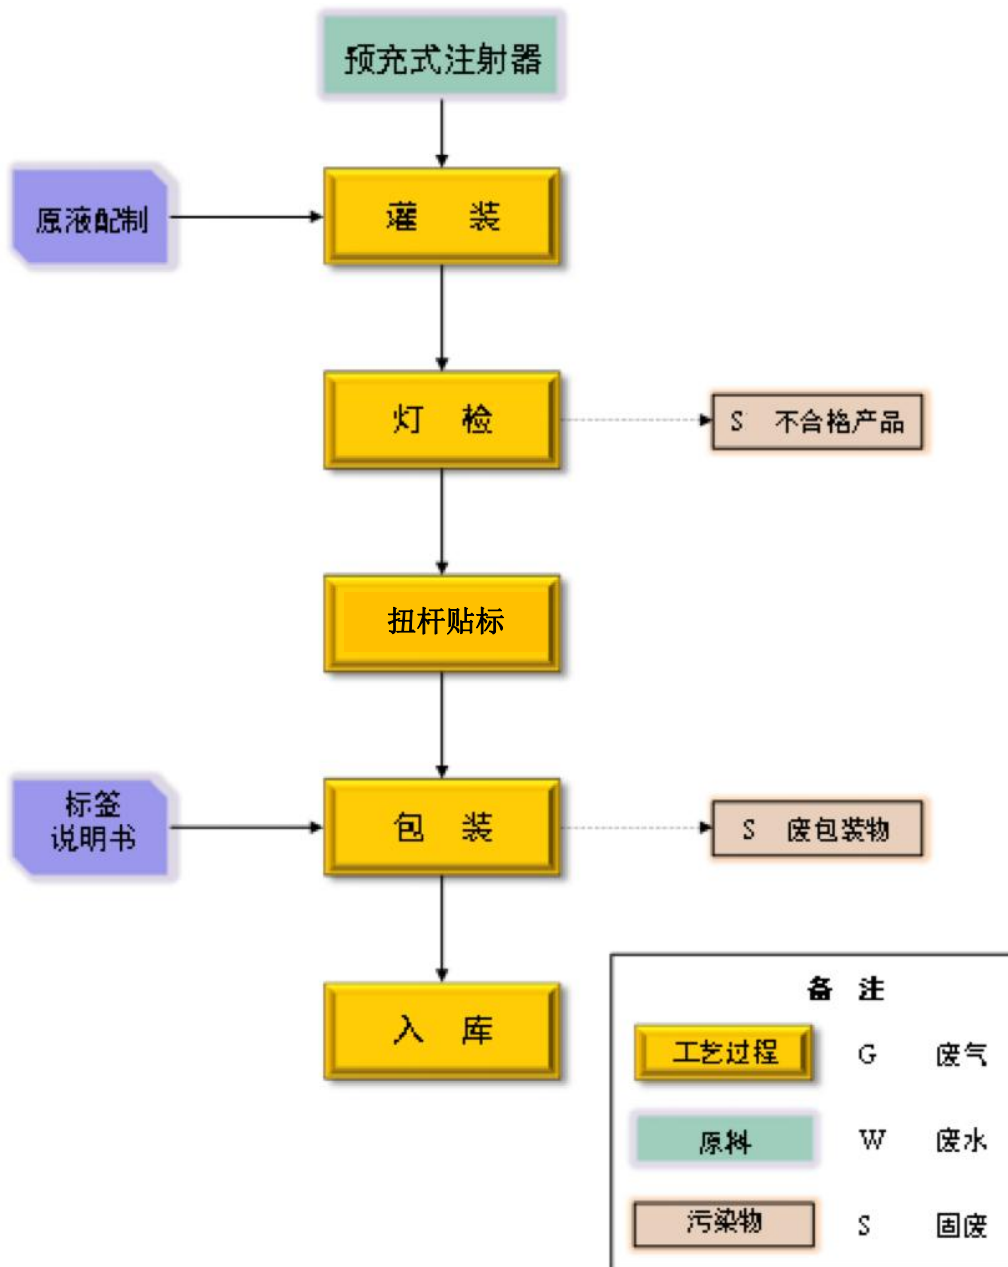 预充式注射器
原液配制
灌 装
灯 检
S 不合格产品
扭杆贴标
标签
说明书
包 装
S 废包装物
入 库
备 注
工艺过程 G 废气
原料 W 废水
污染物 S 固废